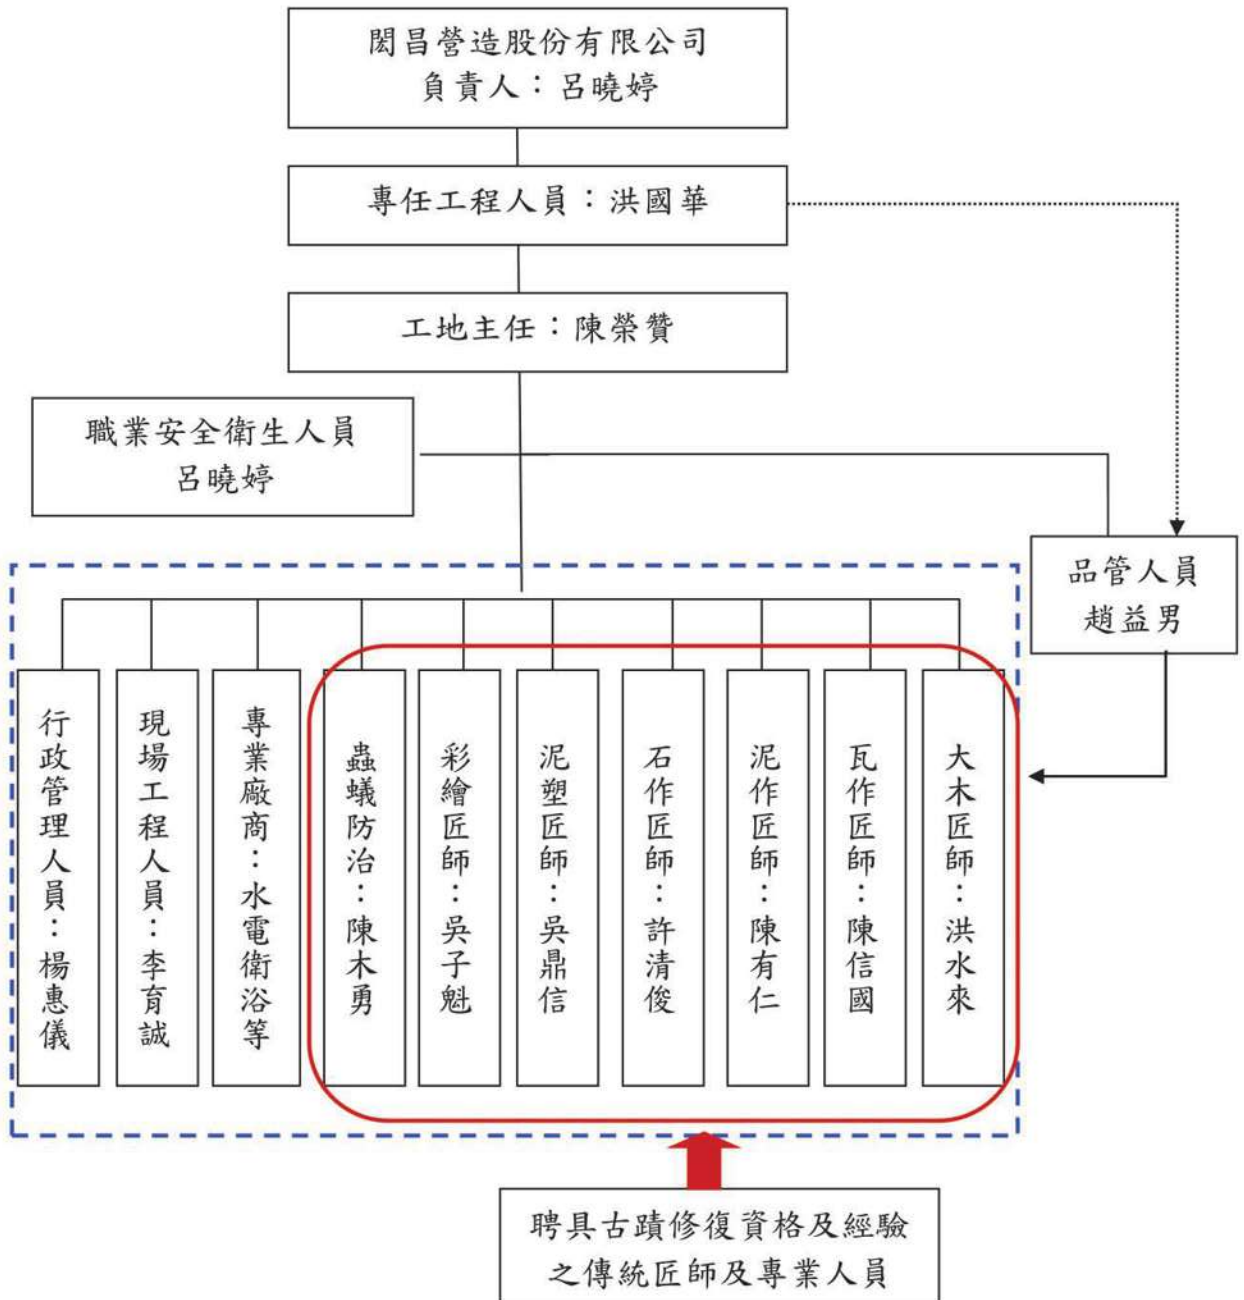 閎昌營造股份有限公司
負責人：呂曉婷
專任工程人員：洪國華
工地主任：陳榮贊
職業安全衛生人員
呂曉婷
品管人員
趙益男
行政管理人員：楊惠儀
現場工程人員：李育誠
專業廠商：水電衛浴等
蟲蟻防治：陳木勇
彩繪匠師：吳子魁
泥塑匠師：吳鼎信
石作匠師：許清俊
泥作匠師：陳有仁
瓦作匠師：陳信國
大木匠師：洪水來
聘具古蹟修復資格及經驗
之傳統匠師及專業人員